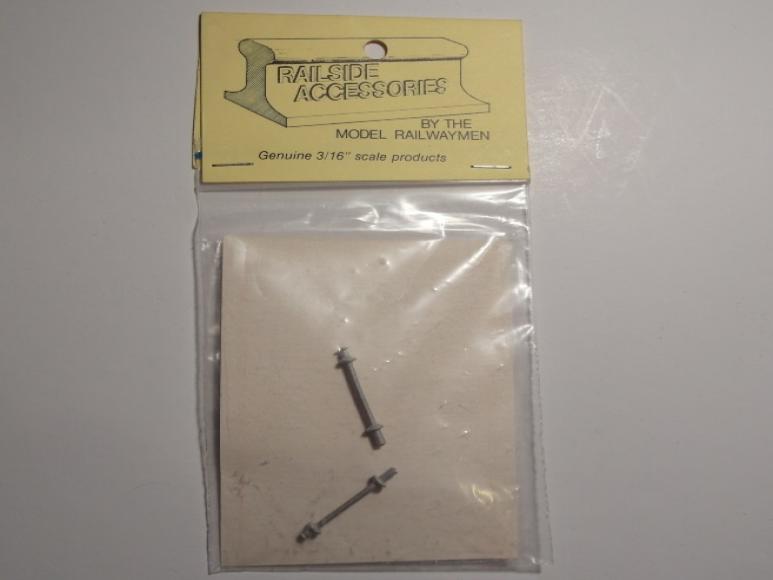 RAILSIDE
ACCESSORIES
BY THE
MODEL RAILWAYMEN
Genuine 3/16" scale products